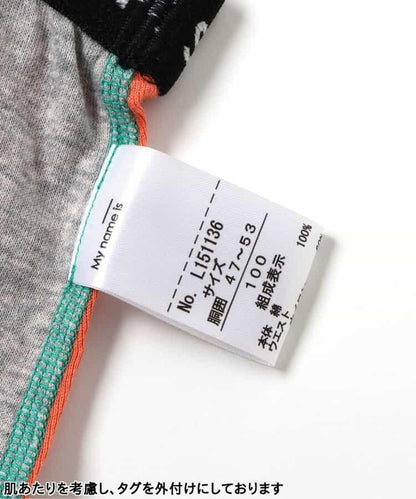 My name is
No. L151136
サイズ
胴囲 47~53
100
組成表示
本体 綿 100%
ウエスト
肌あたりを考慮し、タグを外付けにしております